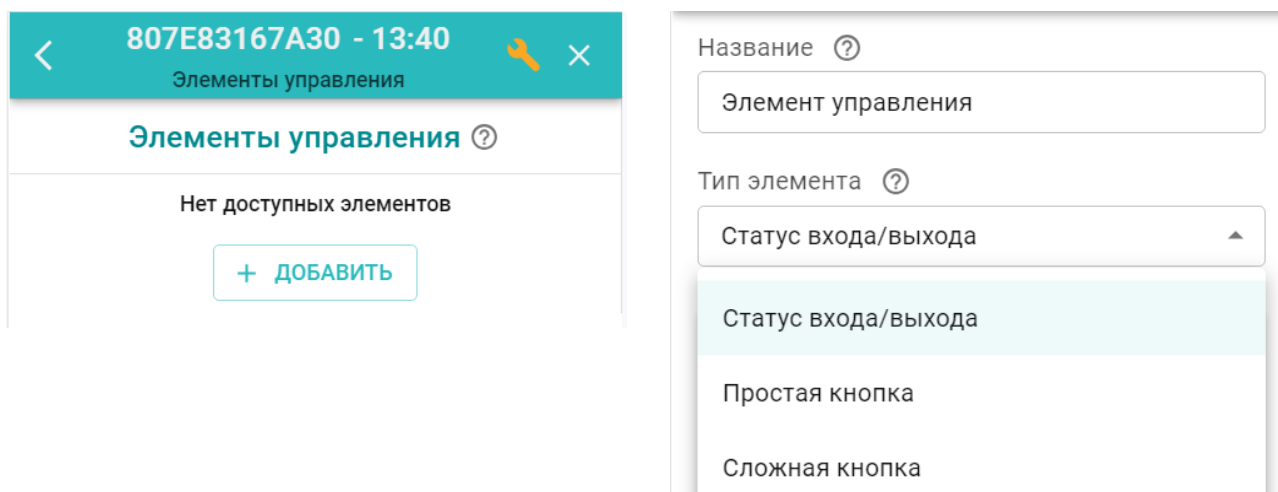 807E83167A30 - 13:40
Элементы управления
Элементы управления
Нет доступных элементов
+ ДОБАВИТЬ
Название
Элемент управления
Тип элемента
Статус входа/выхода
Статус входа/выхода
Простая кнопка
Сложная кнопка